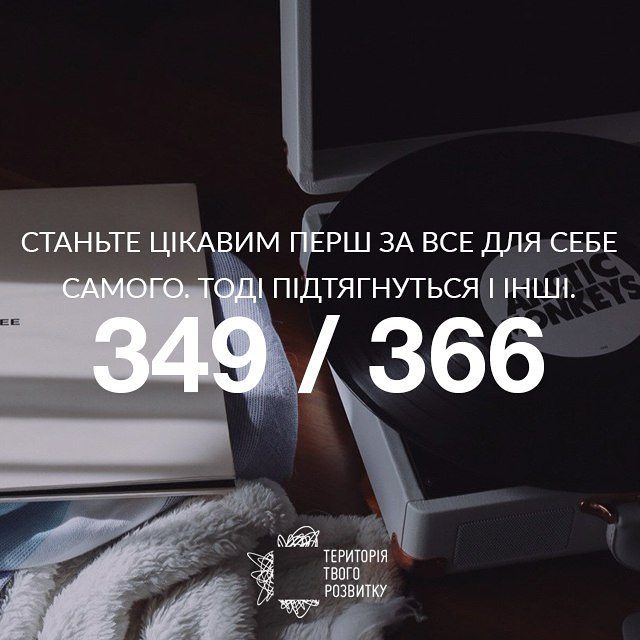 СТАНЬТЕ ЦІКАВИМ ПЕРШ ЗА ВСЕ ДЛЯ СЕБЕ
САМОГО. ТОДІ ПІДТЯГНУТЬСЯ І ІНШІ.
ARCTIC
MONKEYS
EE
349 / 366
ТЕРИТОРІЯ
ТВОГО
РОЗВИТКУ